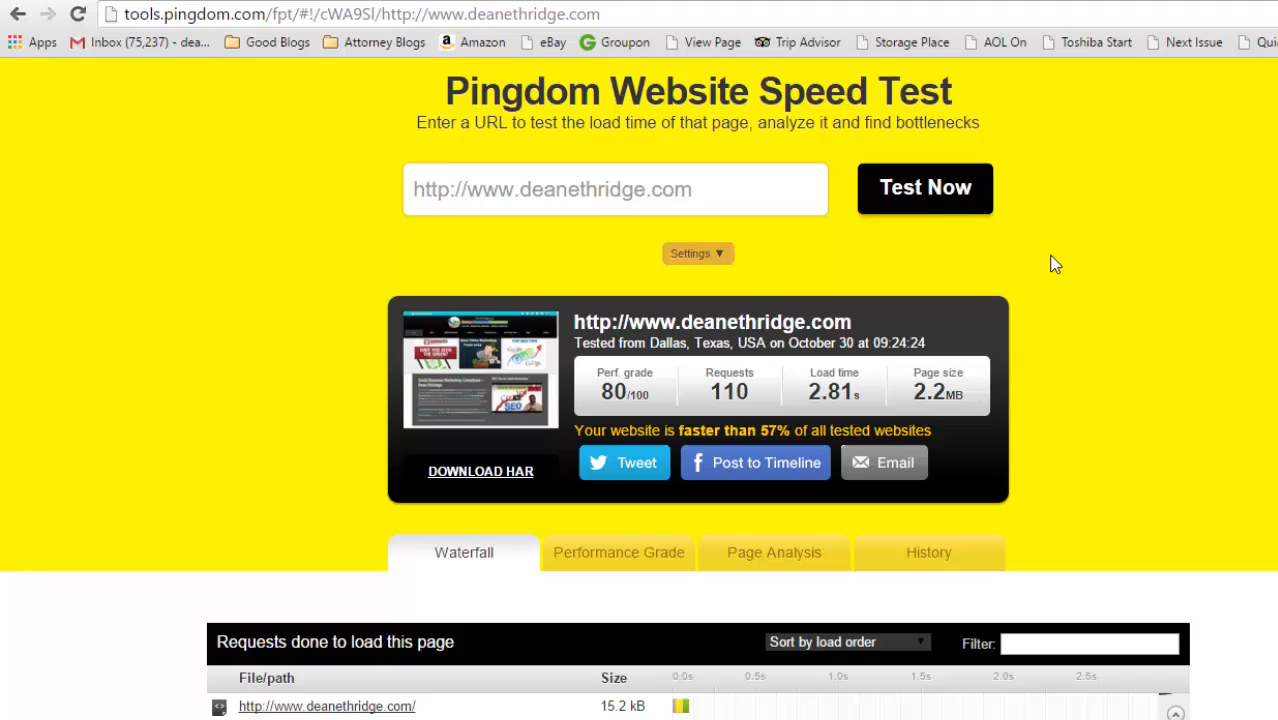 tools.pingdom.com/fpt/#!/cWA9Sl/http://www.deanethridge.com
Apps Inbox (75,237) - dea... Good Blogs Attorney Blogs Amazon eBay Groupon View Page Trip Advisor Storage Place AOL On Toshiba Start Next Issue Qui
Pingdom Website Speed Test
Enter a URL to test the load time of that page, analyze it and find bottlenecks
http://www.deanethridge.com Test Now
Settings ▼
http://www.deanethridge.com
Tested from Dallas, Texas, USA on October 30 at 09:24:24
Perf. grade Requests Load time Page size
80/100 110 2.81s 2.2MB
Your website is faster than 57% of all tested websites
Tweet Post to Timeline Email
DOWNLOAD HAR
Waterfall Performance Grade Page Analysis History
Requests done to load this page Sort by load order Filter:
File/path Size 0.0s 0.5s 1.0s 1.5s 2.0s 2.5s
http://www.deanethridge.com/ 15.2 kB